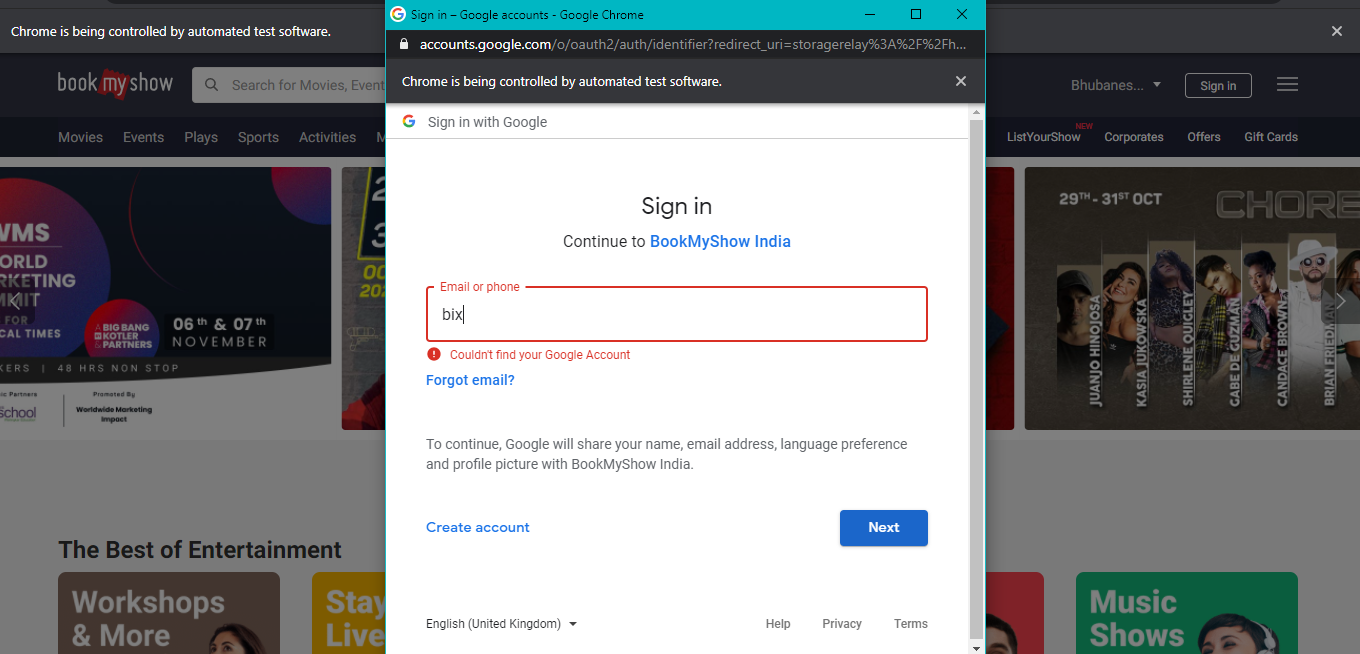 Sign in – Google accounts - Google Chrome
accounts.google.com/o/oauth2/auth/identifier?redirect_uri=storagerelay%3A%2F%2Fh...
Chrome is being controlled by automated test software.
Chrome is being controlled by automated test software.
bookmyshow
Search for Movies, Event
Bhubanes...
Sign in
Movies Events Plays Sports Activities M
NEW
ListYourShow Corporates Offers Gift Cards
Sign in with Google
Sign in
Continue to BookMyShow India
Email or phone
bix
Couldn't find your Google Account
Forgot email?
To continue, Google will share your name, email address, language preference
and profile picture with BookMyShow India.
Create account
Next
English (United Kingdom)
Help Privacy Terms
WMS
ORLD
RKETING
MIT
FOR
CAL TIMES
BIG BANG
KOTLER
PARTNERS
06th & 07th
NOVEMBER
KERS | 48 HRS NON STOP
ic Partners
School
Promoted By
Worldwide Marketing
Impact
29TH - 31ST OCT
CHORE
JUANJO HINOJOSA
KASIA JUKOWSKA
SHIRLENE QUIGLEY
GABE DE GUZMAN
CANDACE BROWN
BRIAN FRIEDMA
The Best of Entertainment
Workshops
& More
Stay
Live
Music
Shows